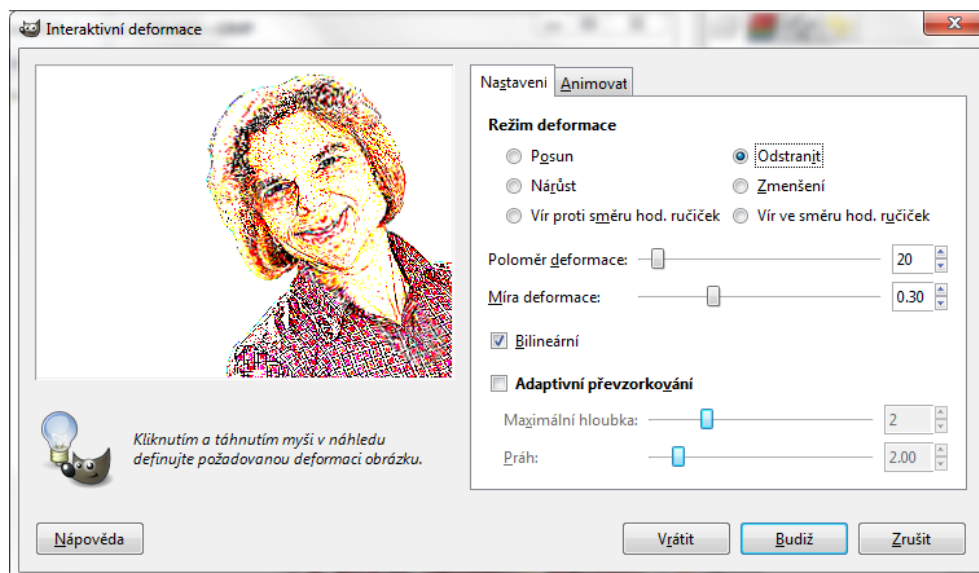 Interaktivní deformace
Nastavení
Animovat
Režim deformace
Posun
Odstranit
Nárůst
Zmenšení
Vír proti směru hod. ručiček
Vír ve směru hod. ručiček
Poloměr deformace:
20
Míra deformace:
0.30
Bilineární
Adaptivní převzorkování
Maximální hloubka:
2
Práh:
2.00
Kliknutím a táhnutím myši v náhledu
definujte požadovanou deformaci obrázku.
Nápověda
Vrátit
Budiž
Zrušit